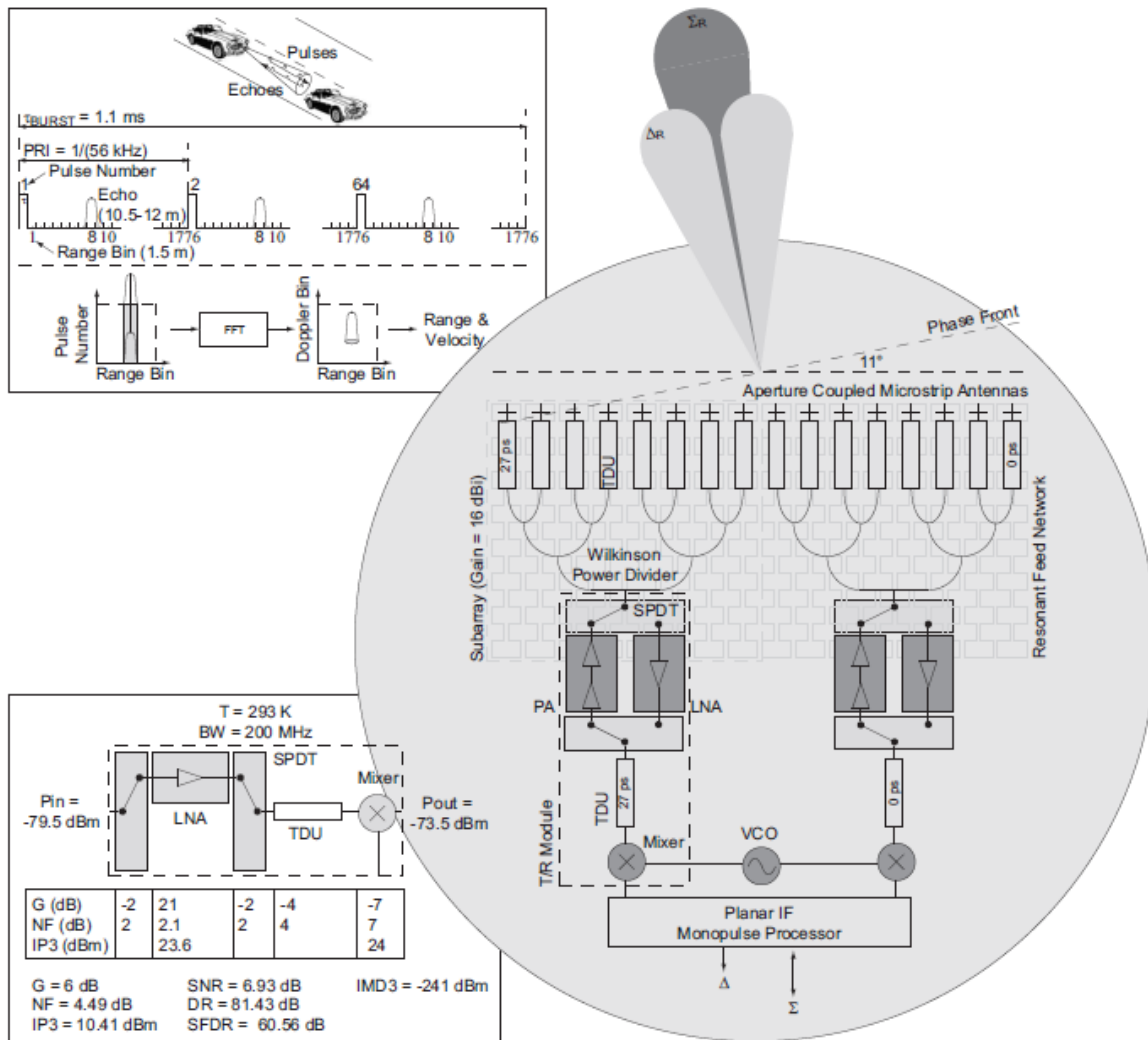 Pulses
Echoes
τBURST = 1.1 ms
PRI = 1/(56 kHz)
Pulse Number
1 2 64
τ
Echo
(10.5-12 m)
1 8 10 1776 8 10 1776 8 10 1776
Range Bin (1.5 m)
Pulse
Number
Range Bin
FFT
Doppler Bin
Range Bin
Range &
Velocity
ΣR
ΔR
Phase Front
11°
Aperture Coupled Microstrip Antennas
27 ps
TDU
0 ps
Subarray (Gain = 16 dBi)
Resonant Feed Network
Wilkinson
Power Divider
SPDT
PA
LNA
T/R Module
TDU
27 ps
0 ps
Mixer
VCO
Planar IF
Monopulse Processor
Δ
Σ
T = 293 K
BW = 200 MHz
SPDT
Mixer
Pin =
-79.5 dBm
LNA
TDU
Pout =
-73.5 dBm
G (dB) -2 21 -2 -4 -7
NF (dB) 2 2.1 2 4 7
IP3 (dBm) 23.6 24
G = 6 dB SNR = 6.93 dB IMD3 = -241 dBm
NF = 4.49 dB DR = 81.43 dB
IP3 = 10.41 dBm SFDR = 60.56 dB